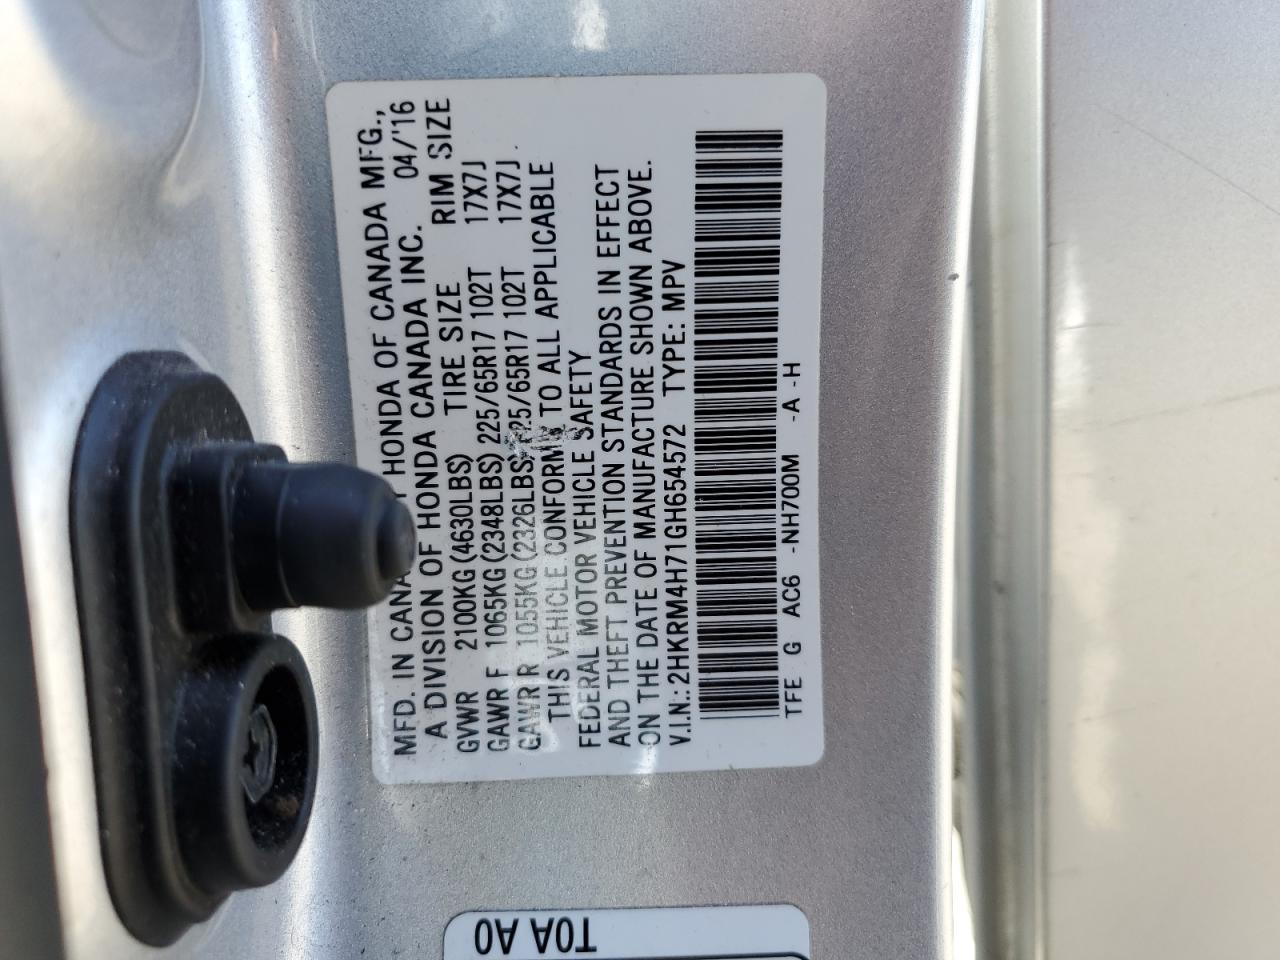 MFD. IN CANADA BY HONDA OF CANADA MFG.,
A DIVISION OF HONDA CANADA INC. 04/'16
GVWR 2100KG(4630LBS) TIRE SIZE RIM SIZE
GAWR F 1065KG(2348LBS) 225/65R17 102T 17X7J
GAWR R 1055KG(2326LBS) 225/65R17 102T 17X7J.
THIS VEHICLE CONFORMS TO ALL APPLICABLE
FEDERAL MOTOR VEHICLE SAFETY
AND THEFT PREVENTION STANDARDS IN EFFECT
ON THE DATE OF MANUFACTURE SHOWN ABOVE.
V.I.N.: 2HKRM4H71GH654572 TYPE: MPV
TFE G AC6 -NH700M -A -H
T0A A0